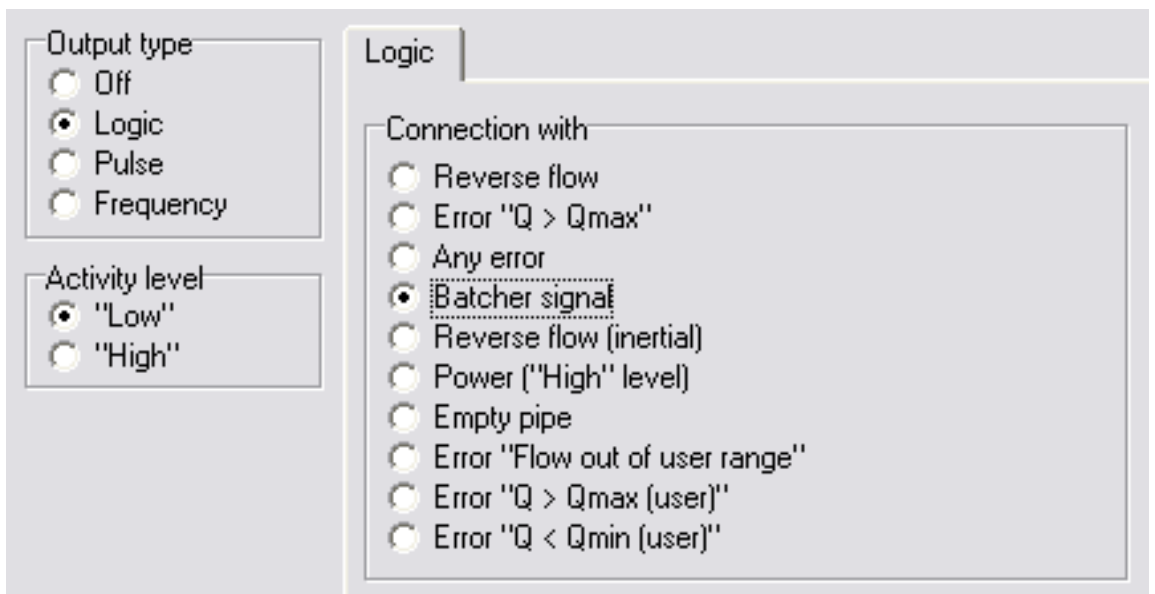 Output type
Off
Logic
Pulse
Frequency
Activity level
"Low"
"High"
Logic
Connection with
Reverse flow
Error "Q > Qmax"
Any error
Batcher signal
Reverse flow (inertial)
Power ("High" level)
Empty pipe
Error "Flow out of user range"
Error "Q > Qmax (user)"
Error "Q < Qmin (user)"